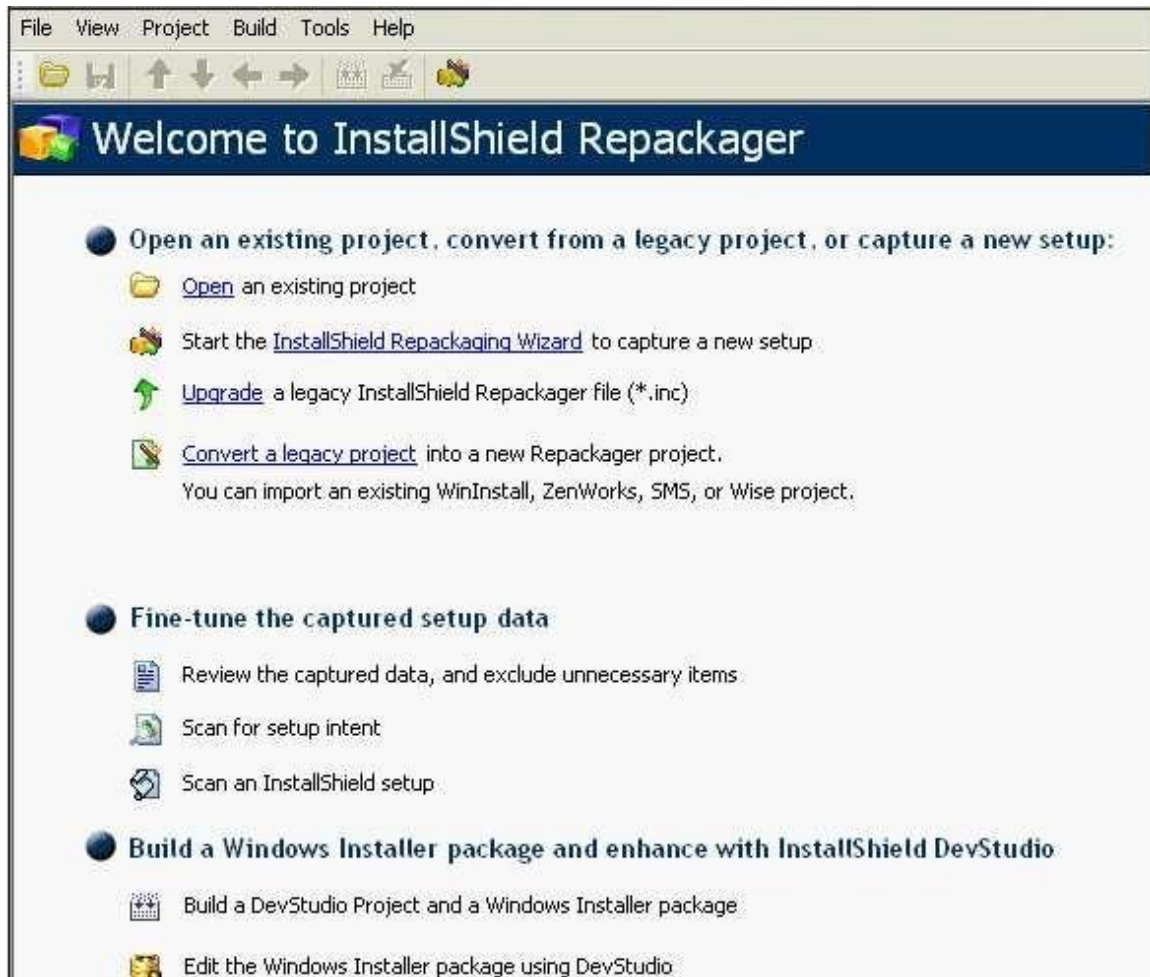 File View Project Build Tools Help
Welcome to InstallShield Repackager
Open an existing project, convert from a legacy project, or capture a new setup:
Open an existing project
Start the InstallShield Repackaging Wizard to capture a new setup
Upgrade a legacy InstallShield Repackager file (*.inc)
Convert a legacy project into a new Repackager project.
You can import an existing WinInstall, ZenWorks, SMS, or Wise project.
Fine-tune the captured setup data
Review the captured data, and exclude unnecessary items
Scan for setup intent
Scan an InstallShield setup
Build a Windows Installer package and enhance with InstallShield DevStudio
Build a DevStudio Project and a Windows Installer package
Edit the Windows Installer package using DevStudio